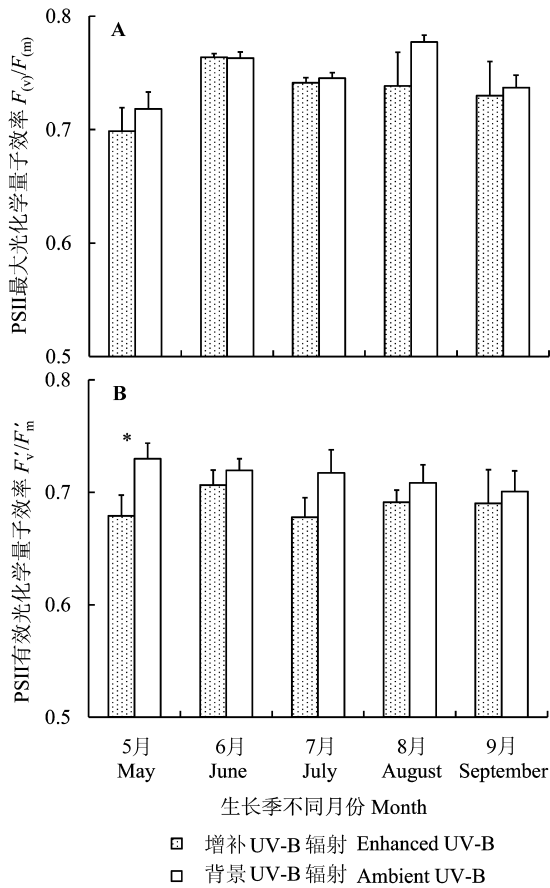 A
0.8
0.7
0.6
0.5
PSII最大光化学量子效率 F(v)/F(m)
B
0.8
0.7
0.6
0.5
PSII有效光化学量子效率 Fv′/Fm′
*
5月 6月 7月 8月 9月
May June July August September
生长季不同月份 Month
增补 UV-B 辐射 Enhanced UV-B
背景 UV-B 辐射 Ambient UV-B